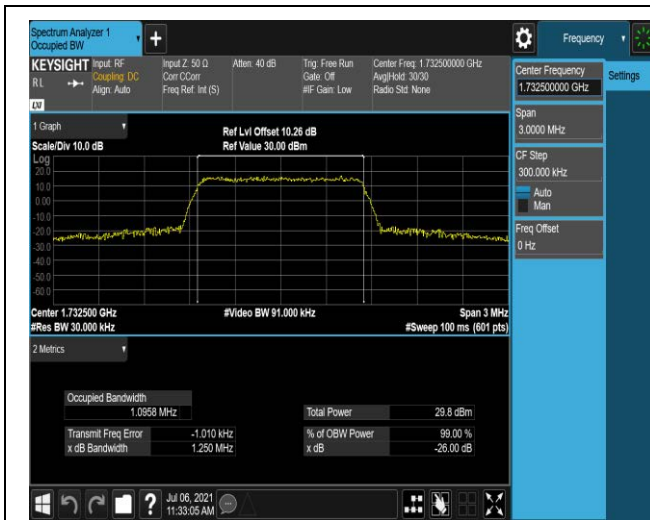 Spectrum Analyzer 1
Occupied BW
+
Frequency
KEYSIGHT
RL
LXI
Input: RF
Coupling: DC
Align: Auto
Input Z: 50 Ω
Corr CCorr
Freq Ref: Int (S)
Atten: 40 dB
Trig: Free Run
Gate: Off
#IF Gain: Low
Center Freq: 1.732500000 GHz
Avg|Hold: 30/30
Radio Std: None
Center Frequency
1.732500000 GHz
Settings
Span
3.0000 MHz
CF Step
300.000 kHz
Auto
Man
Freq Offset
0 Hz
1 Graph
Scale/Div 10.0 dB
Ref Lvl Offset 10.26 dB
Ref Value 30.00 dBm
Log
20.0
10.0
0.00
-10.0
-20.0
-30.0
-40.0
-50.0
-60.0
Center 1.732500 GHz
#Res BW 30.000 kHz
#Video BW 91.000 kHz
Span 3 MHz
#Sweep 100 ms (601 pts)
2 Metrics
Occupied Bandwidth
1.0958 MHz
Total Power 29.8 dBm
Transmit Freq Error -1.010 kHz
% of OBW Power 99.00 %
x dB Bandwidth 1.250 MHz
x dB -26.00 dB
?
Jul 06, 2021
11:33:05 AM